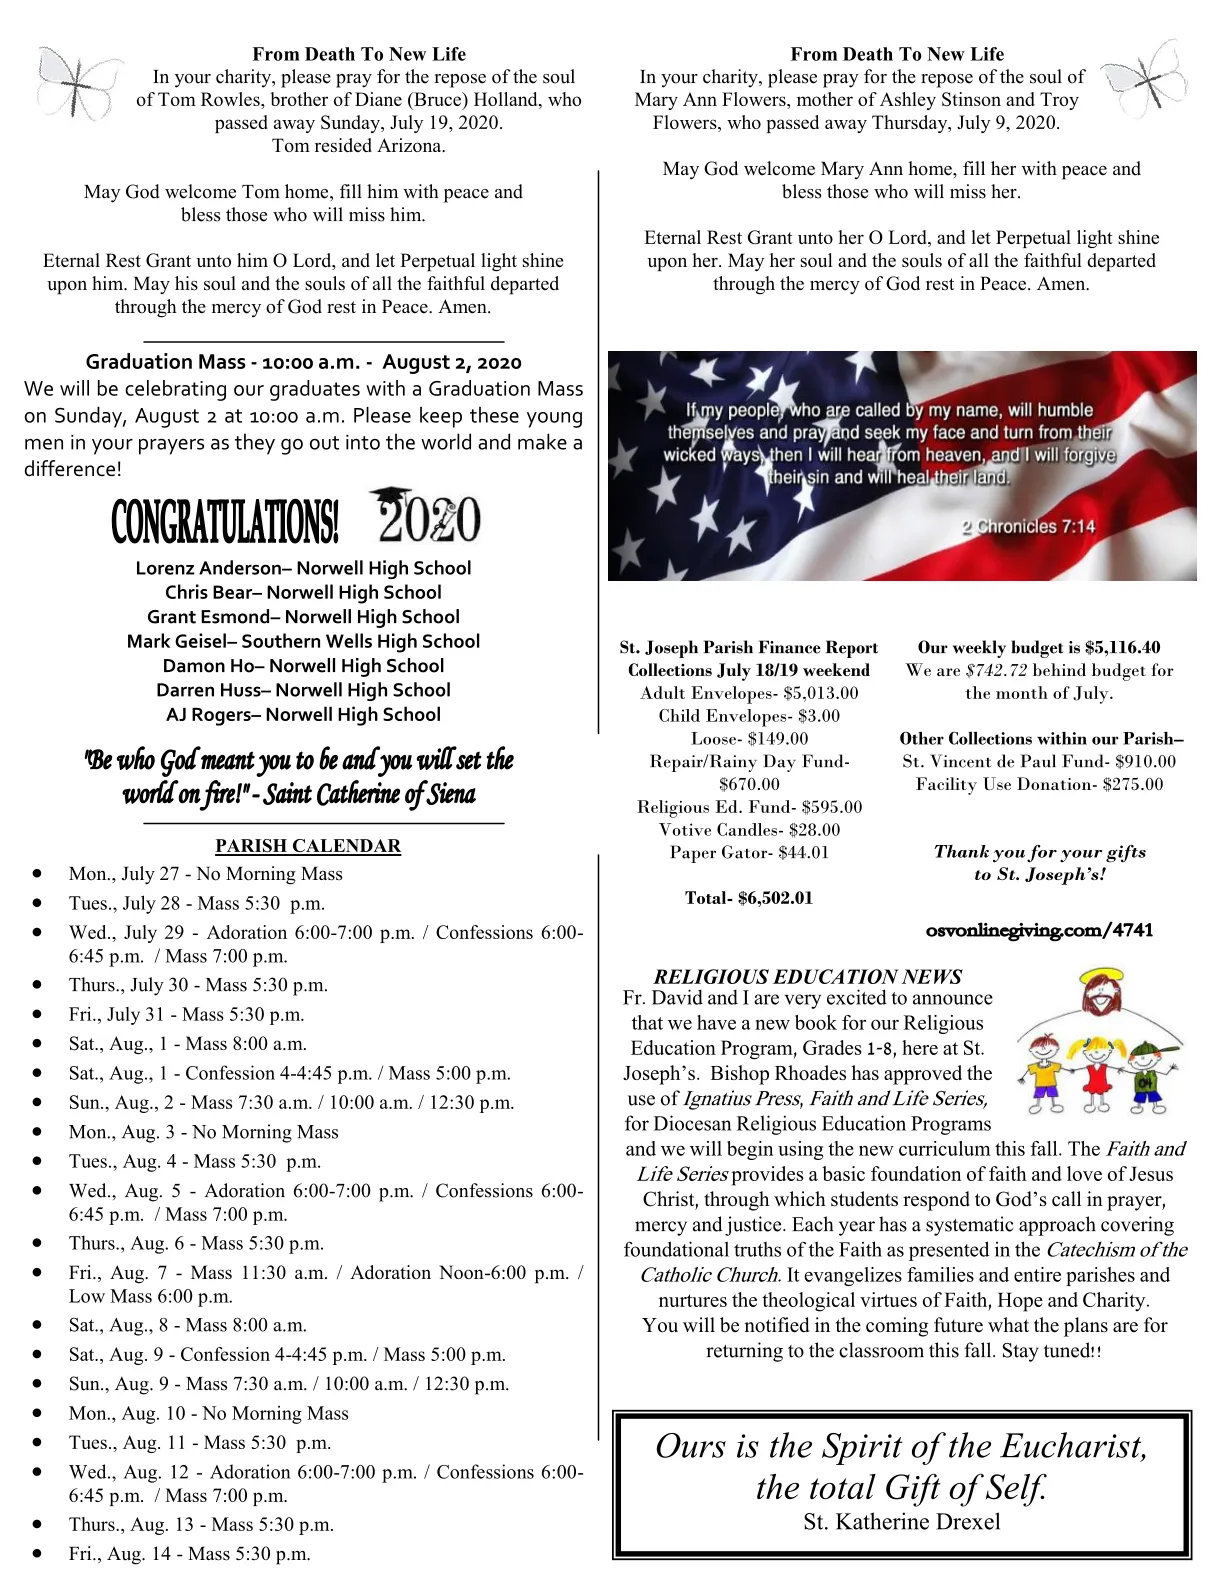 From Death To New Life
In your charity, please pray for the repose of the soul
of Tom Rowles, brother of Diane (Bruce) Holland, who
passed away Sunday, July 19, 2020.
Tom resided Arizona.
May God welcome Tom home, fill him with peace and
bless those who will miss him.
Eternal Rest Grant unto him O Lord, and let Perpetual light shine
upon him. May his soul and the souls of all the faithful departed
through the mercy of God rest in Peace. Amen.
Graduation Mass - 10:00 a.m. - August 2, 2020
We will be celebrating our graduates with a Graduation Mass
on Sunday, August 2 at 10:00 a.m. Please keep these young
men in your prayers as they go out into the world and make a
difference!
CONGRATULATIONS! 2020
Lorenz Anderson– Norwell High School
Chris Bear– Norwell High School
Grant Esmond– Norwell High School
Mark Geisel– Southern Wells High School
Damon Ho– Norwell High School
Darren Huss– Norwell High School
AJ Rogers– Norwell High School
"Be who God meant you to be and you will set the
world on fire!" - Saint Catherine of Siena
PARISH CALENDAR
• Mon., July 27 - No Morning Mass
• Tues., July 28 - Mass 5:30 p.m.
• Wed., July 29 - Adoration 6:00-7:00 p.m. / Confessions 6:00-
6:45 p.m. / Mass 7:00 p.m.
• Thurs., July 30 - Mass 5:30 p.m.
• Fri., July 31 - Mass 5:30 p.m.
• Sat., Aug., 1 - Mass 8:00 a.m.
• Sat., Aug., 1 - Confession 4-4:45 p.m. / Mass 5:00 p.m.
• Sun., Aug., 2 - Mass 7:30 a.m. / 10:00 a.m. / 12:30 p.m.
• Mon., Aug. 3 - No Morning Mass
• Tues., Aug. 4 - Mass 5:30 p.m.
• Wed., Aug. 5 - Adoration 6:00-7:00 p.m. / Confessions 6:00-
6:45 p.m. / Mass 7:00 p.m.
• Thurs., Aug. 6 - Mass 5:30 p.m.
• Fri., Aug. 7 - Mass 11:30 a.m. / Adoration Noon-6:00 p.m. /
Low Mass 6:00 p.m.
• Sat., Aug., 8 - Mass 8:00 a.m.
• Sat., Aug. 9 - Confession 4-4:45 p.m. / Mass 5:00 p.m.
• Sun., Aug. 9 - Mass 7:30 a.m. / 10:00 a.m. / 12:30 p.m.
• Mon., Aug. 10 - No Morning Mass
• Tues., Aug. 11 - Mass 5:30 p.m.
• Wed., Aug. 12 - Adoration 6:00-7:00 p.m. / Confessions 6:00-
6:45 p.m. / Mass 7:00 p.m.
• Thurs., Aug. 13 - Mass 5:30 p.m.
• Fri., Aug. 14 - Mass 5:30 p.m.
From Death To New Life
In your charity, please pray for the repose of the soul of
Mary Ann Flowers, mother of Ashley Stinson and Troy
Flowers, who passed away Thursday, July 9, 2020.
May God welcome Mary Ann home, fill her with peace and
bless those who will miss her.
Eternal Rest Grant unto her O Lord, and let Perpetual light shine
upon her. May her soul and the souls of all the faithful departed
through the mercy of God rest in Peace. Amen.
If my people, who are called by my name, will humble
themselves and pray and seek my face and turn from their
wicked ways, then I will hear from heaven, and I will forgive
their sin and will heal their land.
2 Chronicles 7:14
St. Joseph Parish Finance Report
Collections July 18/19 weekend
Adult Envelopes- $5,013.00
Child Envelopes- $3.00
Loose- $149.00
Repair/Rainy Day Fund-
$670.00
Religious Ed. Fund- $595.00
Votive Candles- $28.00
Paper Gator- $44.01
Total- $6,502.01
Our weekly budget is $5,116.40
We are $742.72 behind budget for
the month of July.
Other Collections within our Parish–
St. Vincent de Paul Fund- $910.00
Facility Use Donation- $275.00
Thank you for your gifts
to St. Joseph's!
osvonlinegiving.com/4741
RELIGIOUS EDUCATION NEWS
Fr. David and I are very excited to announce
that we have a new book for our Religious
Education Program, Grades 1-8, here at St.
Joseph's. Bishop Rhoades has approved the
use of Ignatius Press, Faith and Life Series,
for Diocesan Religious Education Programs
and we will begin using the new curriculum this fall. The Faith and
Life Series provides a basic foundation of faith and love of Jesus
Christ, through which students respond to God's call in prayer,
mercy and justice. Each year has a systematic approach covering
foundational truths of the Faith as presented in the Catechism of the
Catholic Church. It evangelizes families and entire parishes and
nurtures the theological virtues of Faith, Hope and Charity.
You will be notified in the coming future what the plans are for
returning to the classroom this fall. Stay tuned!!
04
Ours is the Spirit of the Eucharist,
the total Gift of Self.
St. Katherine Drexel